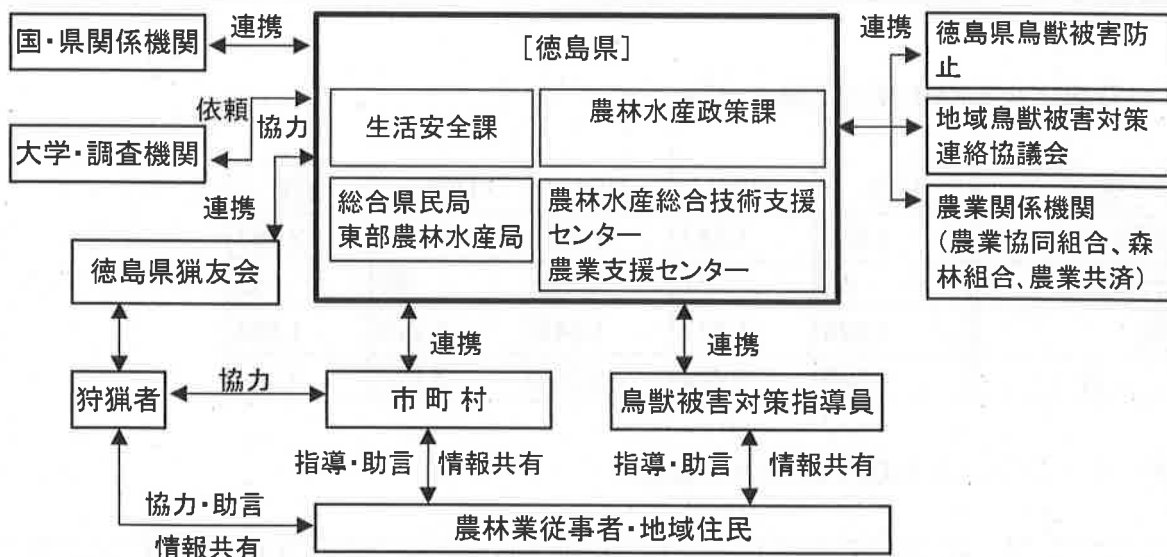 国・県関係機関
連携
[徳島県]
連携
徳島県鳥獣被害防
止
依頼
協力
生活安全課
農林水産政策課
大学・調査機関
地域鳥獣被害対策
連絡協議会
連携
総合県民局
東部農林水産局
農林水産総合技術支援
センター
農業支援センター
農業関係機関
(農業協同組合、森
林組合、農業共済)
徳島県猟友会
連携
連携
狩猟者
協力
市町村
鳥獣被害対策指導員
指導・助言
情報共有
指導・助言
情報共有
協力・助言
情報共有
農林業従事者・地域住民